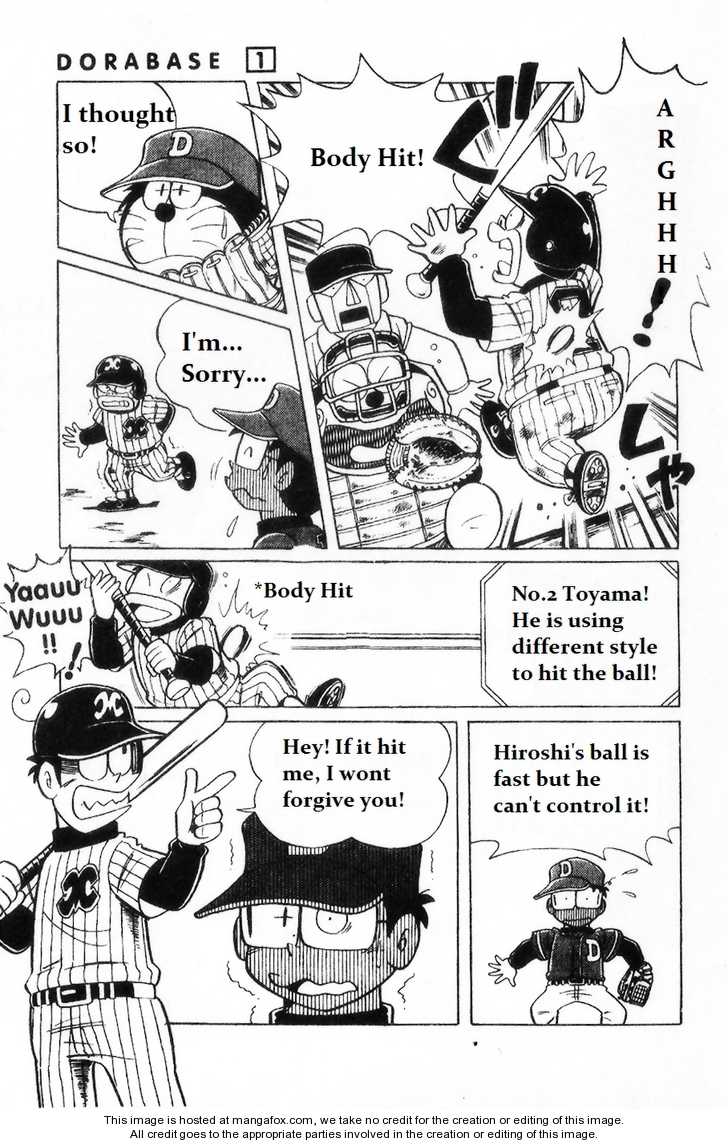 DORABASE 1
I thought
so!
D
Body Hit!
ぐっ
A
R
G
H
H
H
!
I'm...
Sorry...
Yaauu
Wuuu
!!
!
*Body Hit
No.2 Toyama!
He is using
different style
to hit the ball!
Hey! If it hit
me, I wont
forgive you!
Hiroshi's ball is
fast but he
can't control it!
D
D
This image is hosted at mangafox.com, we take no credit for the creation or editing of this image.
All credit goes to the appropriate parties involved in the creation or editing of this image.